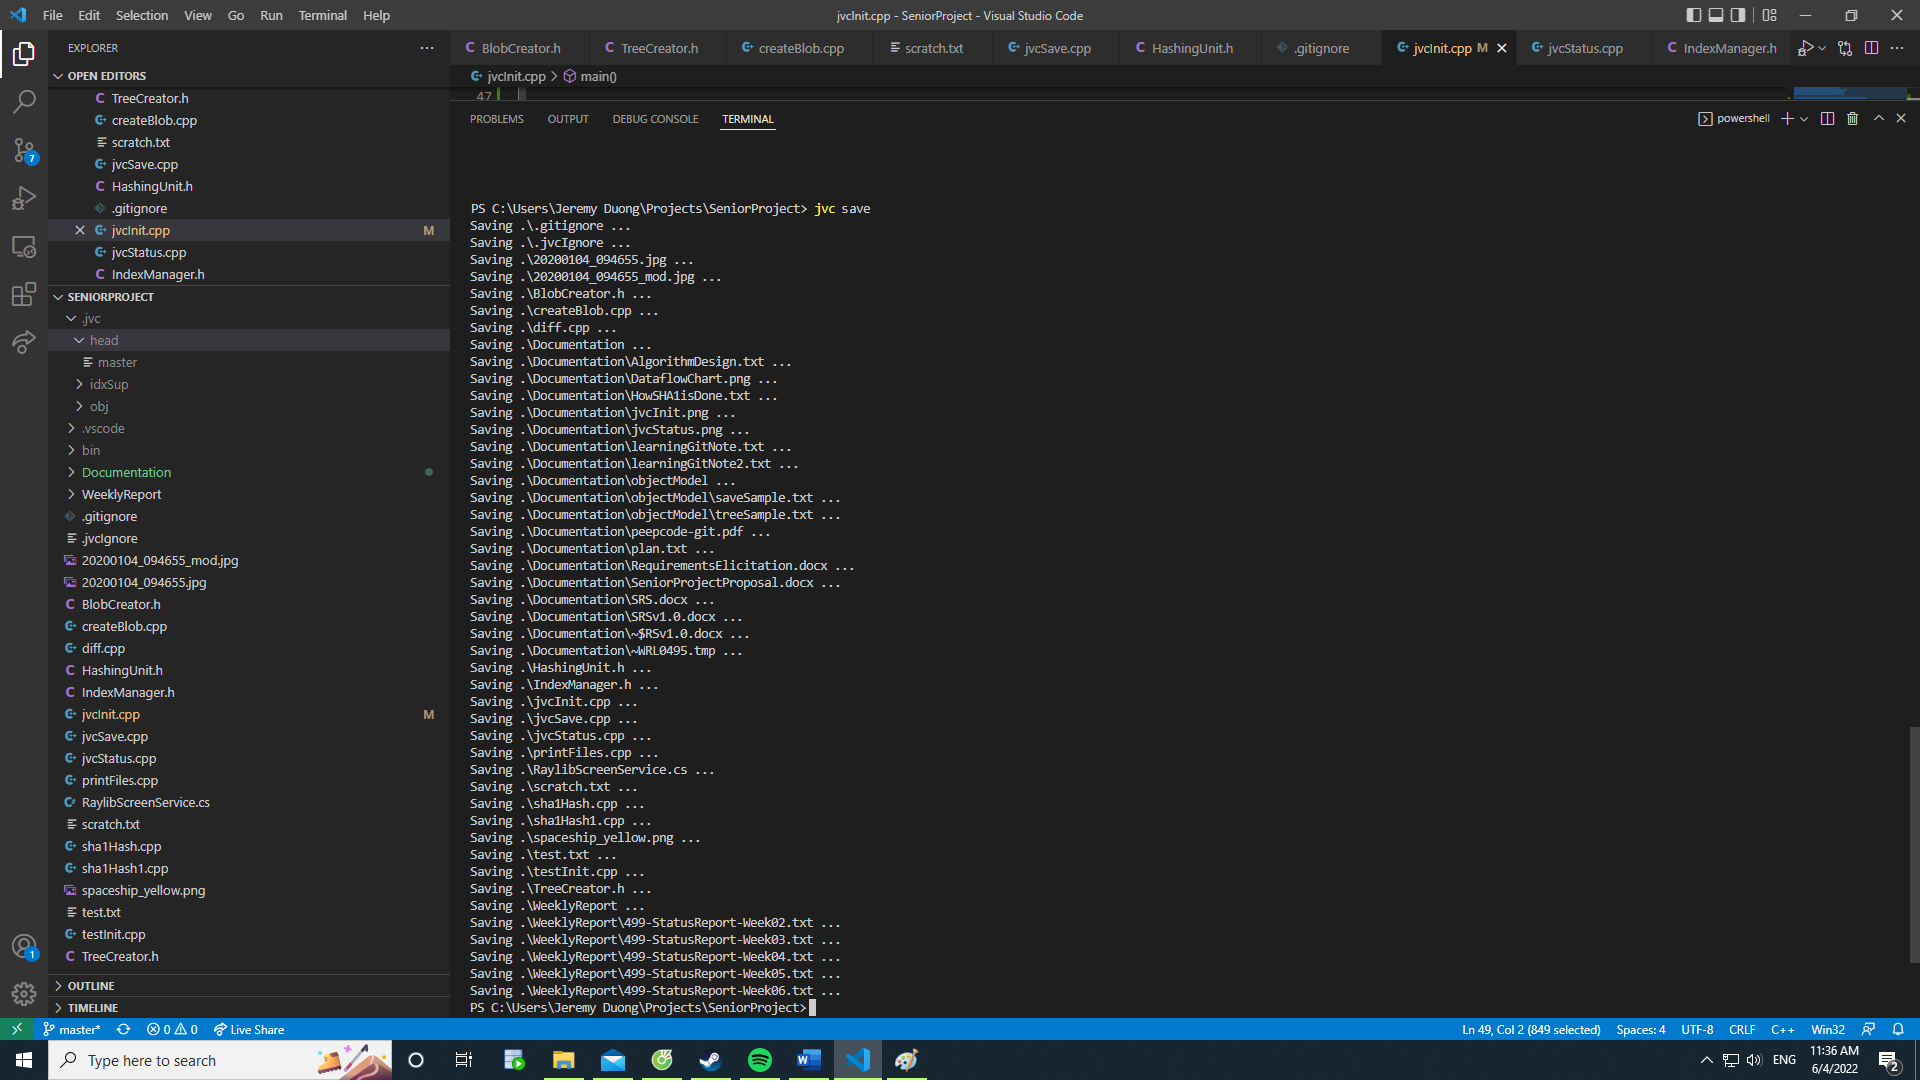 File Edit Selection View Go Run Terminal Help
jvcInit.cpp - SeniorProject - Visual Studio Code
EXPLORER
OPEN EDITORS
TreeCreator.h
createBlob.cpp
scratch.txt
jvcSave.cpp
HashingUnit.h
.gitignore
jvcInit.cpp M
jvcStatus.cpp
IndexManager.h
SENIORPROJECT
.jvc
head
master
idxSup
obj
.vscode
bin
Documentation
WeeklyReport
.gitignore
.jvcIgnore
20200104_094655_mod.jpg
20200104_094655.jpg
BlobCreator.h
createBlob.cpp
diff.cpp
HashingUnit.h
IndexManager.h
jvcInit.cpp M
jvcSave.cpp
jvcStatus.cpp
printFiles.cpp
RaylibScreenService.cs
scratch.txt
sha1Hash.cpp
sha1Hash1.cpp
spaceship_yellow.png
test.txt
testInit.cpp
TreeCreator.h
OUTLINE
TIMELINE
7
1
BlobCreator.h TreeCreator.h createBlob.cpp scratch.txt jvcSave.cpp HashingUnit.h .gitignore jvcInit.cpp M jvcStatus.cpp IndexManager.h
jvcInit.cpp > main()
47
PROBLEMS OUTPUT DEBUG CONSOLE TERMINAL
powershell
PS C:\Users\Jeremy Duong\Projects\SeniorProject> jvc save
Saving .\.gitignore ...
Saving .\.jvcIgnore ...
Saving .\20200104_094655.jpg ...
Saving .\20200104_094655_mod.jpg ...
Saving .\BlobCreator.h ...
Saving .\createBlob.cpp ...
Saving .\diff.cpp ...
Saving .\Documentation ...
Saving .\Documentation\AlgorithmDesign.txt ...
Saving .\Documentation\DataflowChart.png ...
Saving .\Documentation\HowSHA1isDone.txt ...
Saving .\Documentation\jvcInit.png ...
Saving .\Documentation\jvcStatus.png ...
Saving .\Documentation\learningGitNote.txt ...
Saving .\Documentation\learningGitNote2.txt ...
Saving .\Documentation\objectModel ...
Saving .\Documentation\objectModel\saveSample.txt ...
Saving .\Documentation\objectModel\treeSample.txt ...
Saving .\Documentation\peepcode-git.pdf ...
Saving .\Documentation\plan.txt ...
Saving .\Documentation\RequirementsElicitation.docx ...
Saving .\Documentation\SeniorProjectProposal.docx ...
Saving .\Documentation\SRS.docx ...
Saving .\Documentation\SRSv1.0.docx ...
Saving .\Documentation\~$RSv1.0.docx ...
Saving .\Documentation\~WRL0495.tmp ...
Saving .\HashingUnit.h ...
Saving .\IndexManager.h ...
Saving .\jvcInit.cpp ...
Saving .\jvcSave.cpp ...
Saving .\jvcStatus.cpp ...
Saving .\printFiles.cpp ...
Saving .\RaylibScreenService.cs ...
Saving .\scratch.txt ...
Saving .\sha1Hash.cpp ...
Saving .\sha1Hash1.cpp ...
Saving .\spaceship_yellow.png ...
Saving .\test.txt ...
Saving .\testInit.cpp ...
Saving .\TreeCreator.h ...
Saving .\WeeklyReport ...
Saving .\WeeklyReport\499-StatusReport-Week02.txt ...
Saving .\WeeklyReport\499-StatusReport-Week03.txt ...
Saving .\WeeklyReport\499-StatusReport-Week04.txt ...
Saving .\WeeklyReport\499-StatusReport-Week05.txt ...
Saving .\WeeklyReport\499-StatusReport-Week06.txt ...
PS C:\Users\Jeremy Duong\Projects\SeniorProject>
master* 0 0 Live Share
Ln 49, Col 2 (849 selected) Spaces: 4 UTF-8 CRLF C++ Win32
Type here to search
ENG
11:36 AM
6/4/2022
2